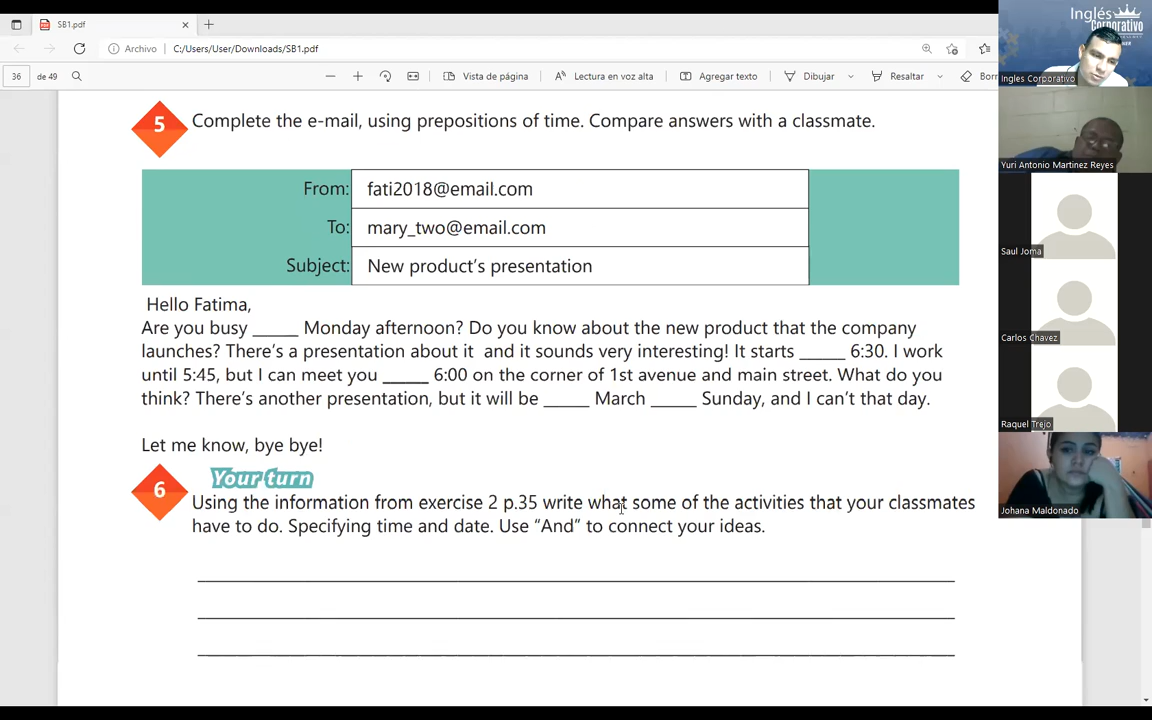 SB1.pdf
Archivo C:/Users/User/Downloads/SB1.pdf
36 de 49 Vista de página Lectura en voz alta Agregar texto Dibujar Resaltar Borr
Inglés
Corporativo
Ingles Corporativo
Yuri Antonio Martinez Reyes
Saul Joma
Carlos Chavez
Raquel Trejo
Johana Maldonado
5 Complete the e-mail, using prepositions of time. Compare answers with a classmate.
From: fati2018@email.com
To: mary_two@email.com
Subject: New product's presentation
Hello Fatima,
Are you busy _____ Monday afternoon? Do you know about the new product that the company
launches? There's a presentation about it and it sounds very interesting! It starts _____ 6:30. I work
until 5:45, but I can meet you _____ 6:00 on the corner of 1st avenue and main street. What do you
think? There's another presentation, but it will be _____ March _____ Sunday, and I can't that day.
Let me know, bye bye!
6 Your turn
Using the information from exercise 2 p.35 write what some of the activities that your classmates
have to do. Specifying time and date. Use “And” to connect your ideas.